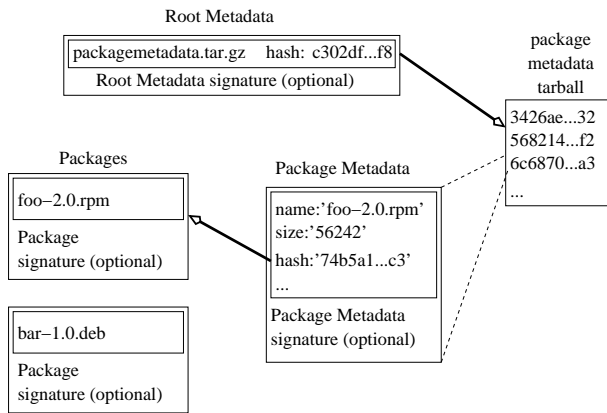 Root Metadata
packagemetadata.tar.gz hash: c302df...f8
Root Metadata signature (optional)
package
metadata
tarball
3426ae...32
568214...f2
6c6870...a3
...
Packages
foo−2.0.rpm
Package
signature (optional)
Package Metadata
name:’foo−2.0.rpm’
size:’56242’
hash:’74b5a1...c3’
...
Package Metadata
signature (optional)
bar−1.0.deb
Package
signature (optional)